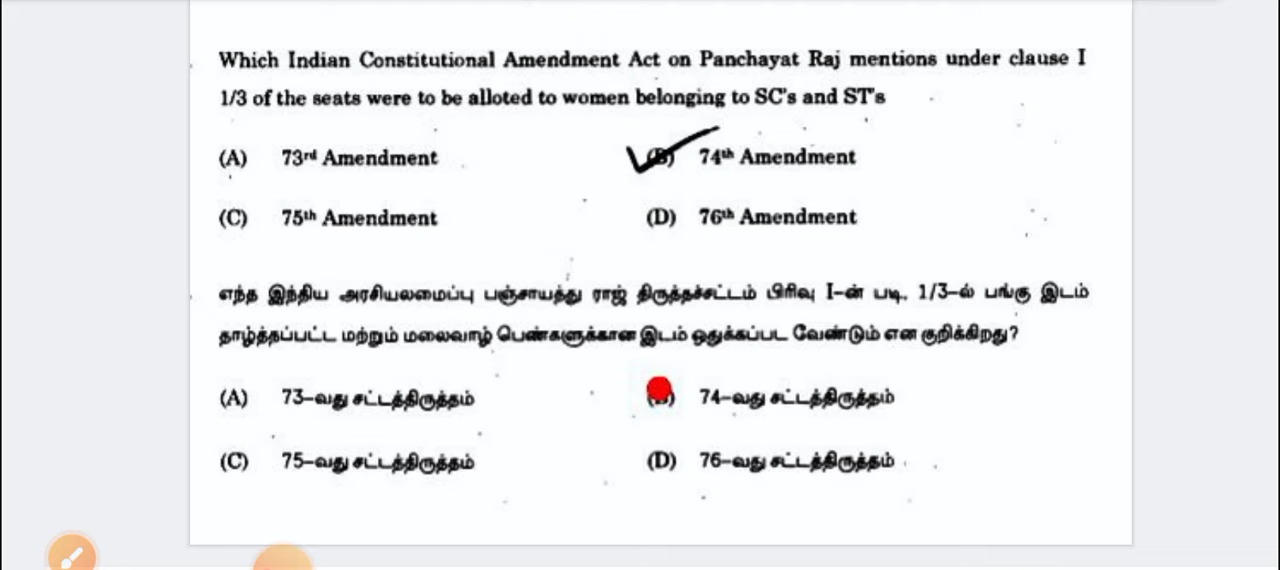 Which Indian Constitutional Amendment Act on Panchayat Raj mentions under clause I
1/3 of the seats were to be alloted to women belonging to SC's and ST's
(A) 73rd Amendment (B) 74th Amendment
(C) 75th Amendment (D) 76th Amendment
எந்த இந்திய அரசியலமைப்பு பஞ்சாயத்து ராஜ் திருத்தச்சட்டம் பிரிவு I-ன் படி, 1/3-ல் பங்கு இடம்
தாழ்த்தப்பட்ட மற்றும் மலைவாழ் பெண்களுக்கான இடம் ஒதுக்கப்பட வேண்டும் என குறிக்கிறது?
(A) 73-வது சட்டத்திருத்தம் 74-வது சட்டத்திருத்தம்
(C) 75-வது சட்டத்திருத்தம் (D) 76-வது சட்டத்திருத்தம்